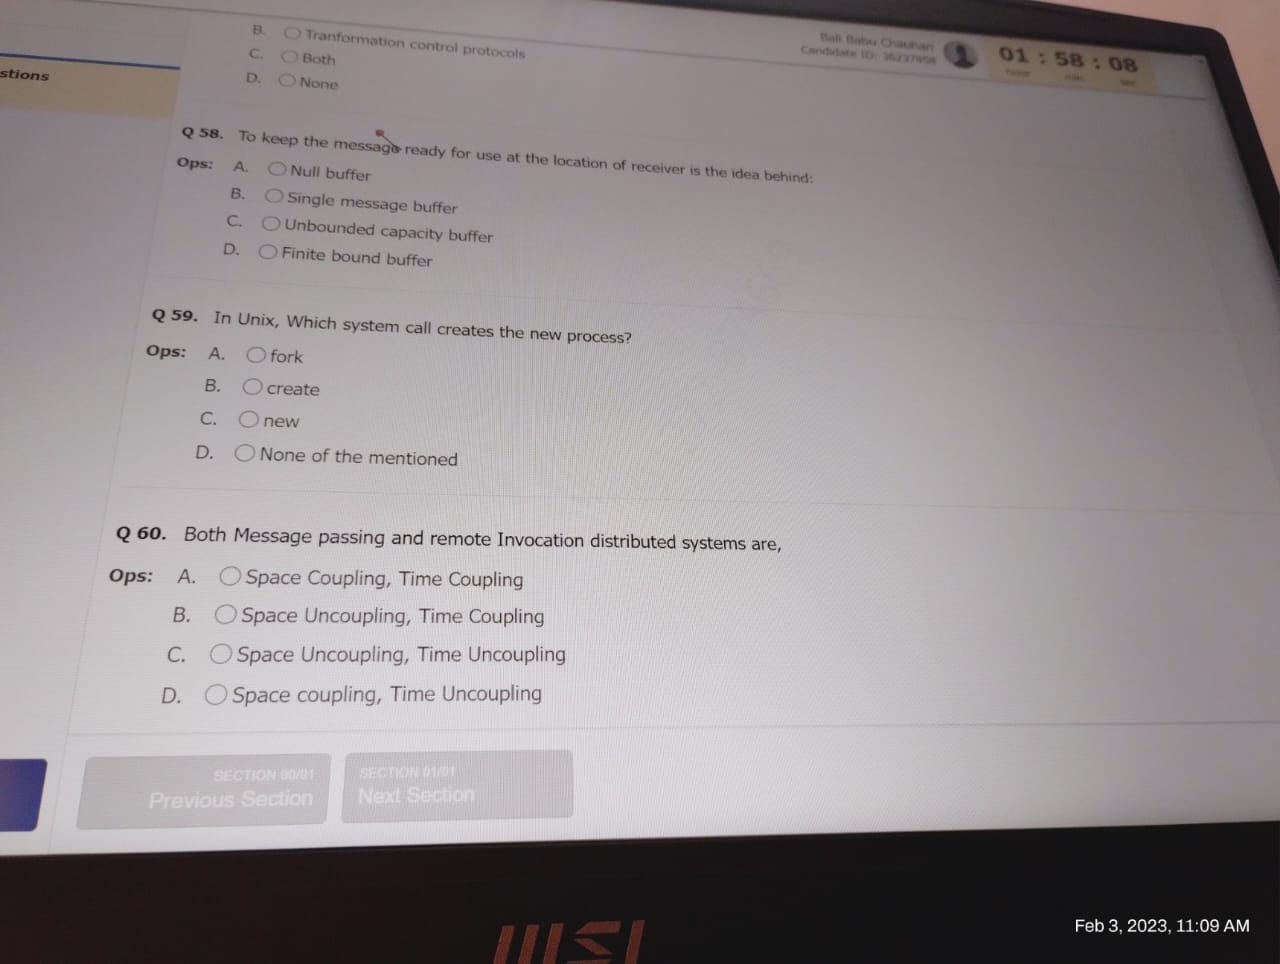 B. Tranformation control protocols
C. Both
D. None
Bali Babu Chauhan
Candidate ID:
01 : 58 : 08
hour min sec
stions
Q 58. To keep the message ready for use at the location of receiver is the idea behind:
Ops: A. Null buffer
B. Single message buffer
C. Unbounded capacity buffer
D. Finite bound buffer
Q 59. In Unix, Which system call creates the new process?
Ops: A. fork
B. create
C. new
D. None of the mentioned
Q 60. Both Message passing and remote Invocation distributed systems are,
Ops: A. Space Coupling, Time Coupling
B. Space Uncoupling, Time Coupling
C. Space Uncoupling, Time Uncoupling
D. Space coupling, Time Uncoupling
SECTION 00/01
Previous Section
SECTION 01/01
Next Section
msi
Feb 3, 2023, 11:09 AM